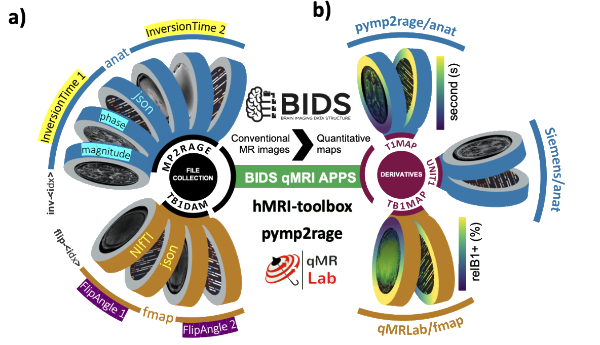 a)
InversionTime 1
InversionTime 2
anat
json
phase
magnitude
inv-<idx>
MP2RAGE
FILE
COLLECTION
TB1DAM
flip-<idx>
NIfTI
json
FlipAngle 1
fmap
FlipAngle 2
BIDS
BRAIN IMAGING DATA STRUCTURE
Conventional
MR images
Quantitative
maps
BIDS qMRI APPS
hMRI-toolbox
pymp2rage
qMR
Lab
b)
pymp2rage/anat
second (s)
T1MAP
UNIT1
DERIVATIVES
TB1MAP
Siemens/anat
relB1+ (%)
qMRLab/fmap